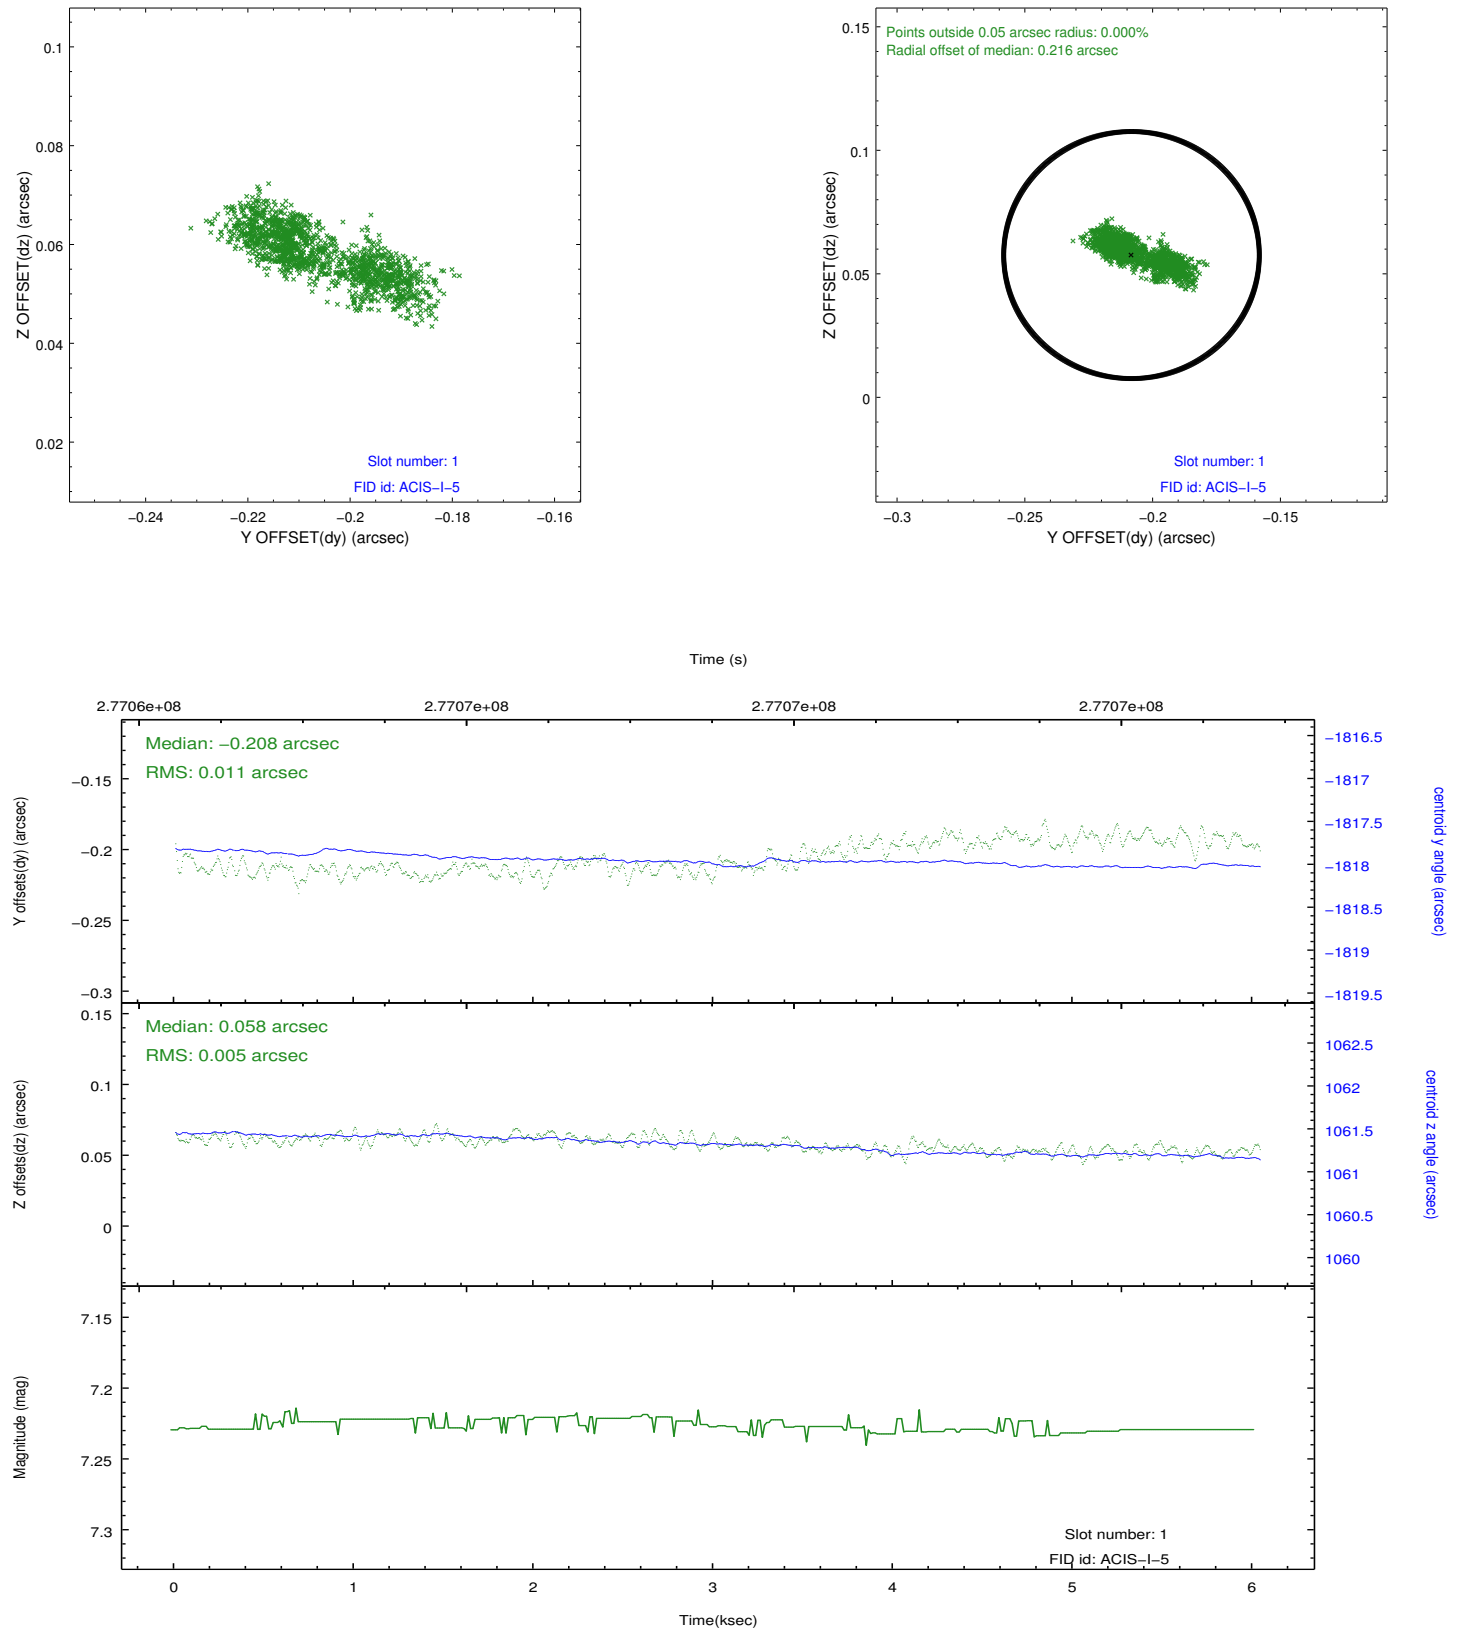 0.1
0.08
0.06
0.04
0.02
Z OFFSET(dz) (arcsec)
Slot number: 1
FID id: ACIS−I−5
−0.24 −0.22 −0.2 −0.18 −0.16
Y OFFSET(dy) (arcsec)
Points outside 0.05 arcsec radius: 0.000%
Radial offset of median: 0.216 arcsec
0.15
0.1
0.05
0
Z OFFSET(dz) (arcsec)
Slot number: 1
FID id: ACIS−I−5
−0.3 −0.25 −0.2 −0.15
Y OFFSET(dy) (arcsec)
Time (s)
2.7706e+08 2.7707e+08 2.7707e+08 2.7707e+08
Median: −0.208 arcsec
RMS: 0.011 arcsec
−0.15
−0.2
−0.25
−0.3
Y offsets(dy) (arcsec)
−1816.5
−1817
−1817.5
−1818
−1818.5
−1819
−1819.5
centroid y angle (arcsec)
Median: 0.058 arcsec
RMS: 0.005 arcsec
0.15
0.1
0.05
0
Z offsets(dz) (arcsec)
1062.5
1062
1061.5
1061
1060.5
1060
centroid z angle (arcsec)
7.15
7.2
7.25
7.3
Magnitude (mag)
Slot number: 1
FID id: ACIS−I−5
0 1 2 3 4 5 6
Time(ksec)